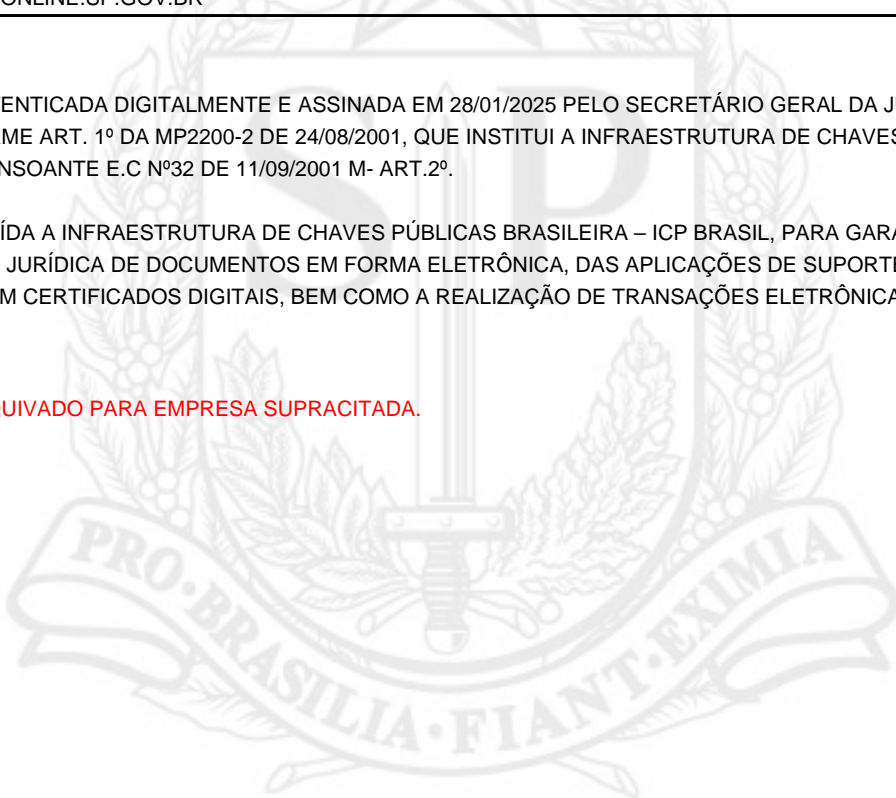 ONLINE.SP.GOV.BR
ENTICADA DIGITALMENTE E ASSINADA EM 28/01/2025 PELO SECRETÁRIO GERAL DA J
ME ART. 1º DA MP2200-2 DE 24/08/2001, QUE INSTITUI A INFRAESTRUTURA DE CHAVES
NSOANTE E.C Nº32 DE 11/09/2001 M- ART.2º.
ÍDA A INFRAESTRUTURA DE CHAVES PÚBLICAS BRASILEIRA – ICP BRASIL, PARA GARA
JURÍDICA DE DOCUMENTOS EM FORMA ELETRÔNICA, DAS APLICAÇÕES DE SUPORTE
M CERTIFICADOS DIGITAIS, BEM COMO A REALIZAÇÃO DE TRANSAÇÕES ELETRÔNICA
UIVADO PARA EMPRESA SUPRACITADA.
SP
PRO·BRASILIA·FIANT·EXIMIA